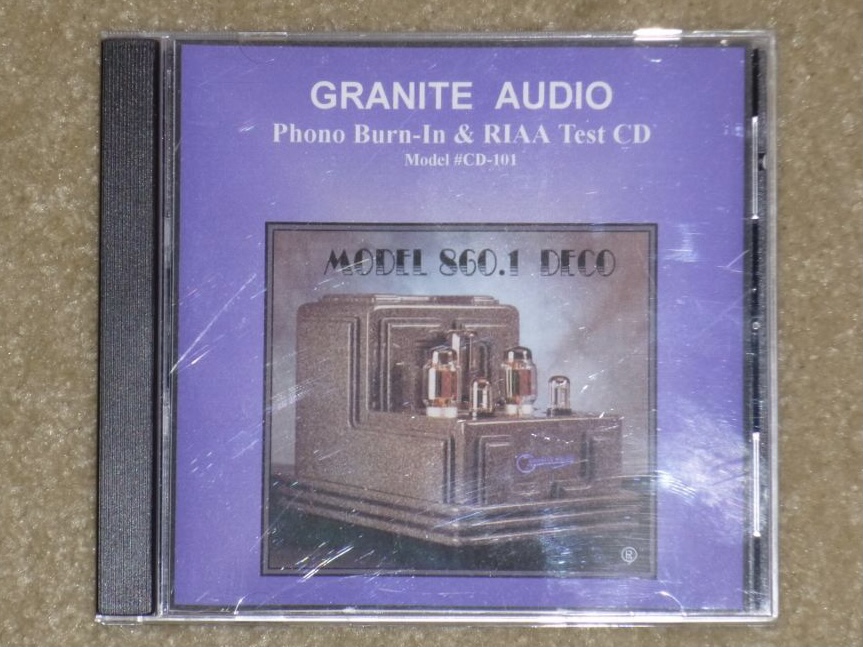 GRANITE AUDIO
Phono Burn-In & RIAA Test CD
Model #CD-101
MODEL 860.1 DECO
®